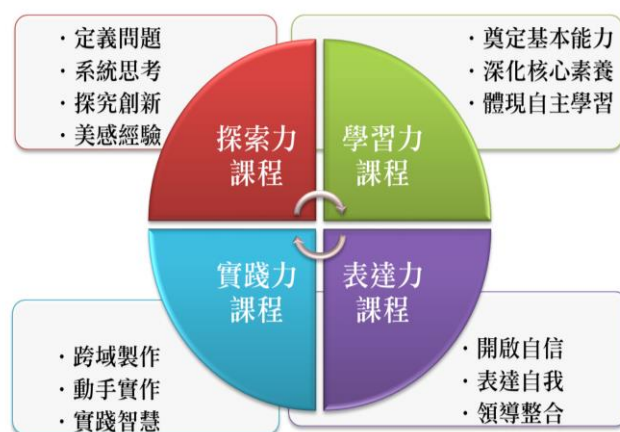 ・定義問題
・系統思考
・探究創新
・美感經驗
・奠定基本能力
・深化核心素養
・體現自主學習
探索力
課程
學習力
課程
實踐力
課程
表達力
課程
・跨域製作
・動手實作
・實踐智慧
・開啟自信
・表達自我
・領導整合